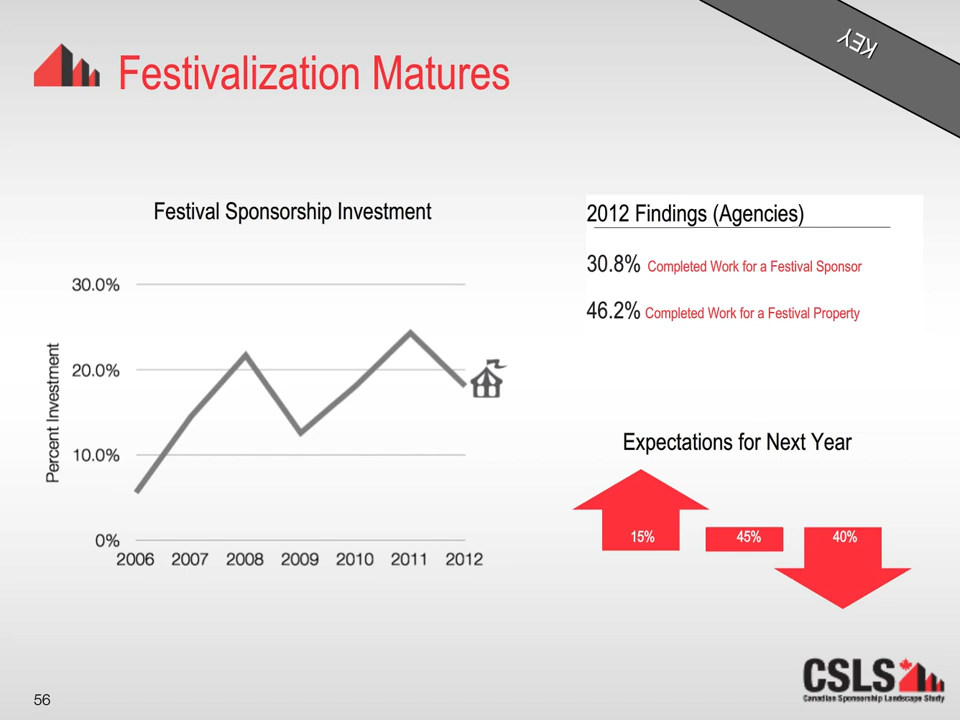 KEY
Festivalization Matures
Festival Sponsorship Investment
30.0%
20.0%
10.0%
0%
Percent Investment
2006 2007 2008 2009 2010 2011 2012
2012 Findings (Agencies)
30.8% Completed Work for a Festival Sponsor
46.2% Completed Work for a Festival Property
Expectations for Next Year
15% 45% 40%
CSLS
Canadian Sponsorship Landscape Study
56